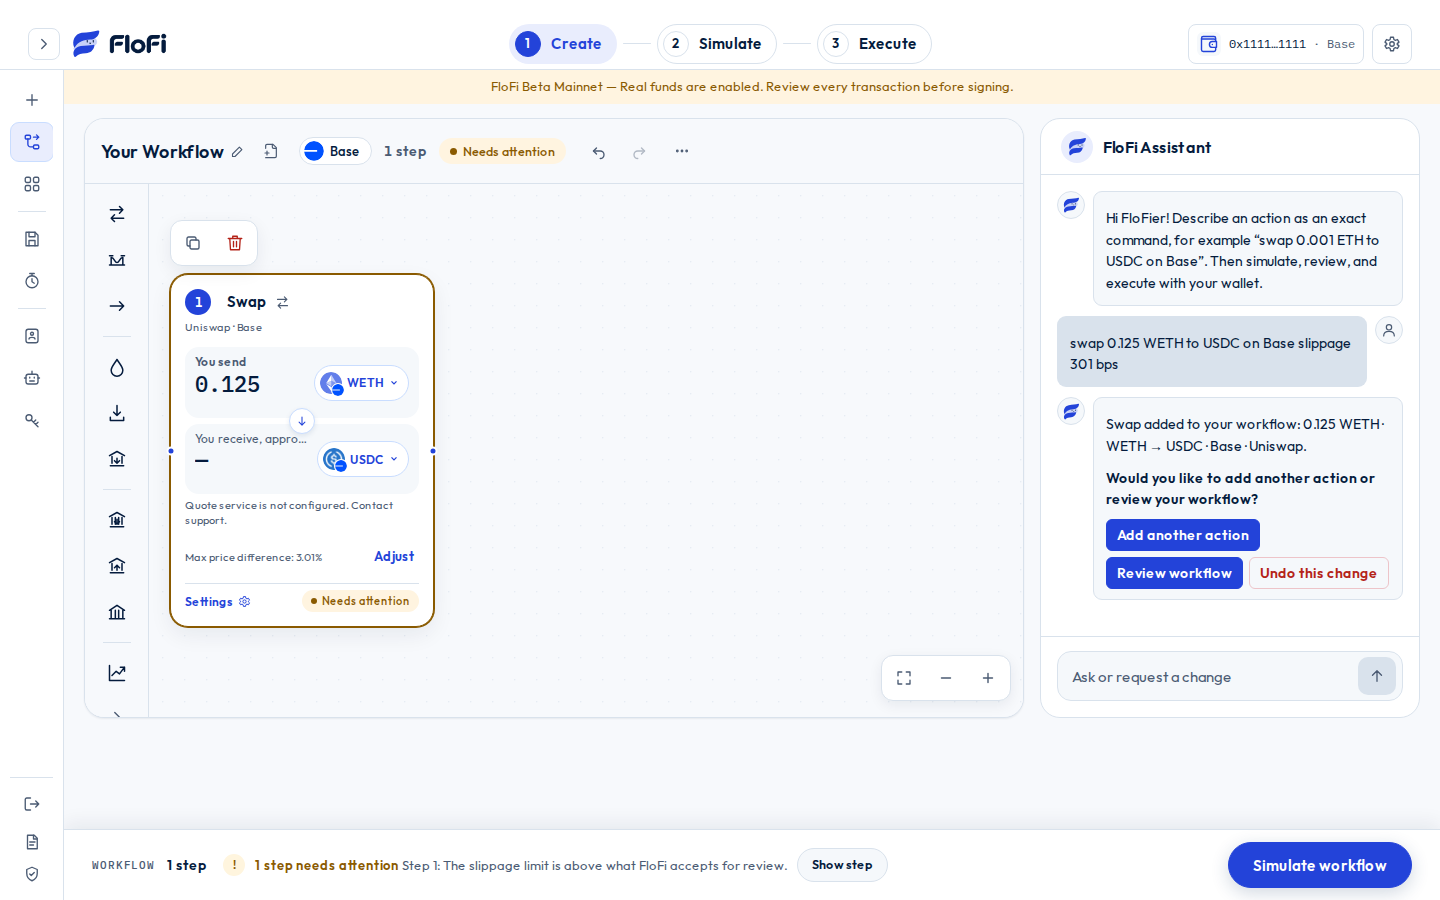 FloFi
1 Create
2 Simulate
3 Execute
0x1111…1111 · Base
FloFi Beta Mainnet — Real funds are enabled. Review every transaction before signing.
Your Workflow
Base
1 step
Needs attention
1 Swap
Uniswap · Base
You send
0.125
WETH
You receive, appro...
—
USDC
Quote service is not configured. Contact
support.
Max price difference: 3.01%
Adjust
Settings
Needs attention
FloFi Assistant
Hi FloFier! Describe an action as an exact
command, for example “swap 0.001 ETH to
USDC on Base”. Then simulate, review, and
execute with your wallet.
swap 0.125 WETH to USDC on Base slippage
301 bps
Swap added to your workflow: 0.125 WETH ·
WETH → USDC · Base · Uniswap.
Would you like to add another action or
review your workflow?
Add another action
Review workflow
Undo this change
Ask or request a change
WORKFLOW
1 step
! 1 step needs attention Step 1: The slippage limit is above what FloFi accepts for review.
Show step
Simulate workflow